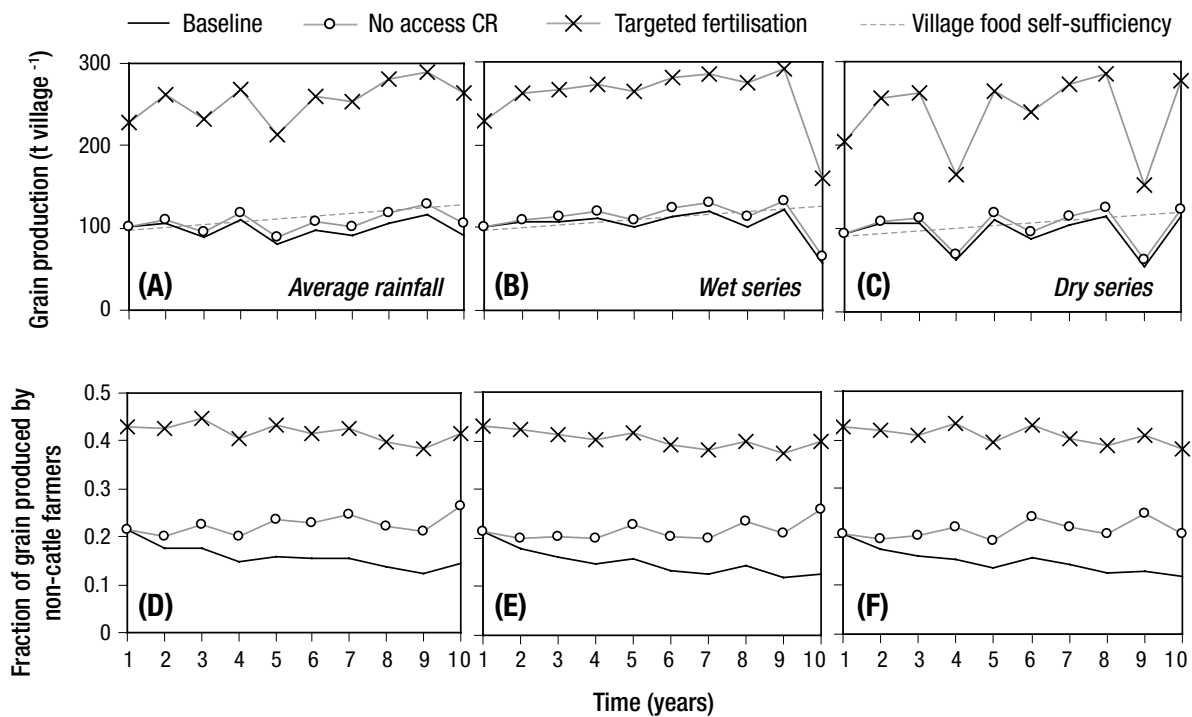 Baseline No access CR Targeted fertilisation Village food self-sufficiency
Grain production (t village -1)
300
200
100
0
(A) Average rainfall
(B) Wet series
(C) Dry series
Fraction of grain produced by
non-catle farmers
0.5
0.4
0.3
0.2
0.1
0
(D)
(E)
(F)
1 2 3 4 5 6 7 8 9 10
1 2 3 4 5 6 7 8 9 10
1 2 3 4 5 6 7 8 9 10
Time (years)